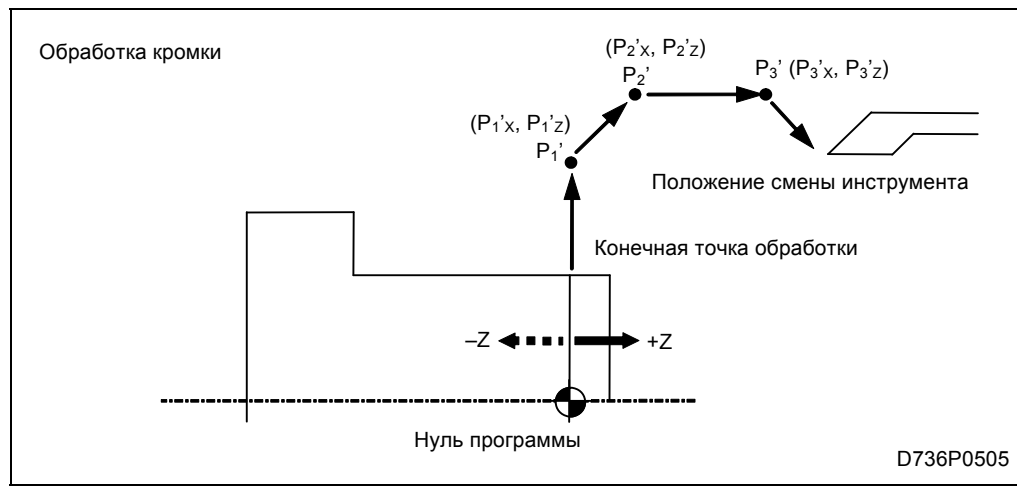 Обработка кромки
(P2'X, P2'Z)
P2'
P3' (P3'X, P3'Z)
(P1'X, P1'Z)
P1'
Положение смены инструмента
Конечная точка обработки
–Z
+Z
Нуль программы
D736P0505